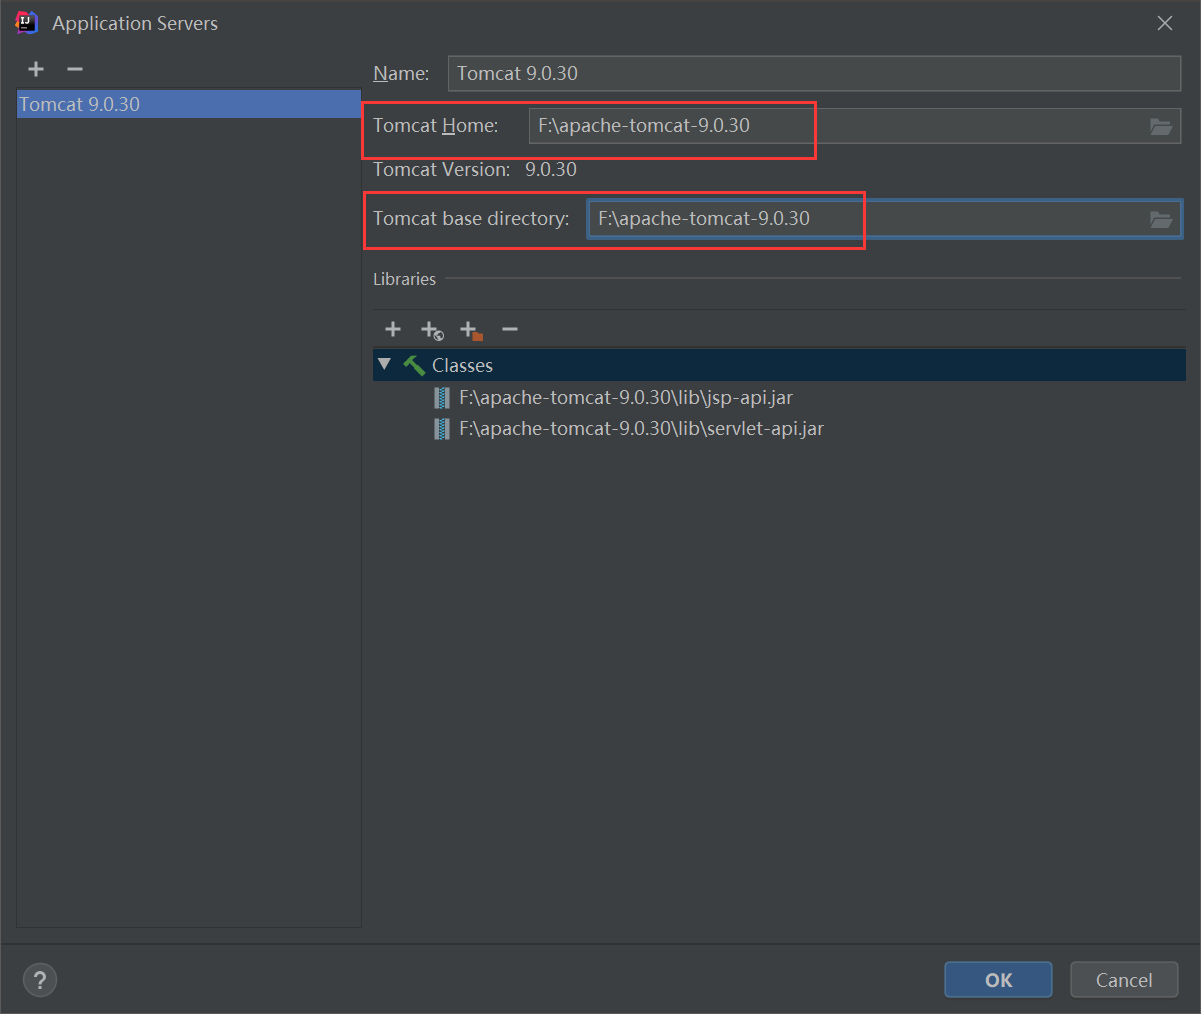 Application Servers
Tomcat 9.0.30
Name: Tomcat 9.0.30
Tomcat Home: F:\apache-tomcat-9.0.30
Tomcat Version: 9.0.30
Tomcat base directory: F:\apache-tomcat-9.0.30
Libraries
Classes
F:\apache-tomcat-9.0.30\lib\jsp-api.jar
F:\apache-tomcat-9.0.30\lib\servlet-api.jar
?
OK
Cancel